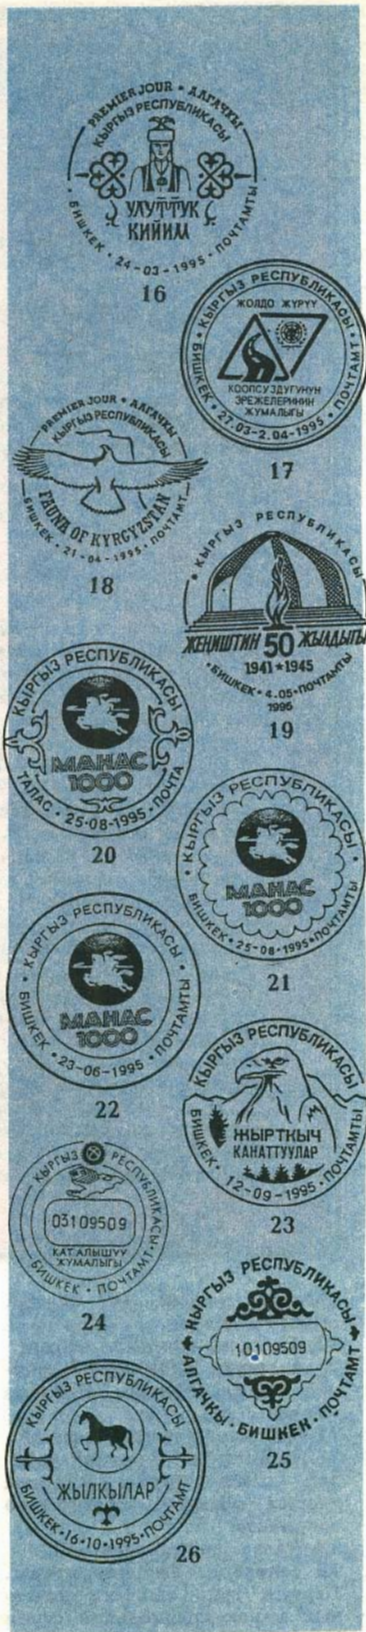 PREMIER JOUR • АЛГАЧКЫ
КЫРГЫЗ РЕСПУБЛИКАСЫ
УЛУТТУК
КИЙИМ
• БИШКЕК • 24-03-1995 • ПОЧТАМТЫ
16
• КЫРГЫЗ РЕСПУБЛИКАСЫ •
ЖОЛДО ЖҮРҮҮ
КООПСУЗДУГУНУН
ЭРЕЖЕЛЕРИНИН
ЖУМАЛЫГЫ
БИШКЕК • 27.03-2.04-1995 • ПОЧТАМТ
17
PREMIER JOUR • АЛГАЧКЫ
КЫРГЫЗ РЕСПУБЛИКАСЫ
FAUNA OF KYRGYZSTAN
БИШКЕК • 21-04-1995 • ПОЧТАМТ
18
• КЫРГЫЗ РЕСПУБЛИКАСЫ •
ЖЕҢИШТИН 50 ЖЫЛДЫГЫ
1941★1945
• БИШКЕК • 4.05 • ПОЧТАМТЫ
1995
19
КЫРГЫЗ РЕСПУБЛИКАСЫ
МАНАС
1000
ТАЛАС • 25-08-1995 • ПОЧТА
20
• КЫРГЫЗ РЕСПУБЛИКАСЫ •
МАНАС
1000
БИШКЕК • 25-08-1995 • ПОЧТАМТЫ
21
• КЫРГЫЗ РЕСПУБЛИКАСЫ •
МАНАС
1000
БИШКЕК • 23-06-1995 • ПОЧТАМТЫ
22
КЫРГЫЗ РЕСПУБЛИКАСЫ
ЖЫРТКЫЧ
КАНАТТУУЛАР
БИШКЕК • 12-09-1995 • ПОЧТАМТЫ
23
КЫРГЫЗ РЕСПУБЛИКАСЫ
03109509
КАТ АЛЫШУУ
ЖУМАЛЫГЫ
БИШКЕК • ПОЧТАМТ
24
КЫРГЫЗ РЕСПУБЛИКАСЫ
10109509
АЛГАЧКЫ • БИШКЕК • ПОЧТАМТ
25
КЫРГЫЗ РЕСПУБЛИКАСЫ
ЖЫЛКЫЛАР
БИШКЕК • 16-10-1995 • ПОЧТАМТ
26